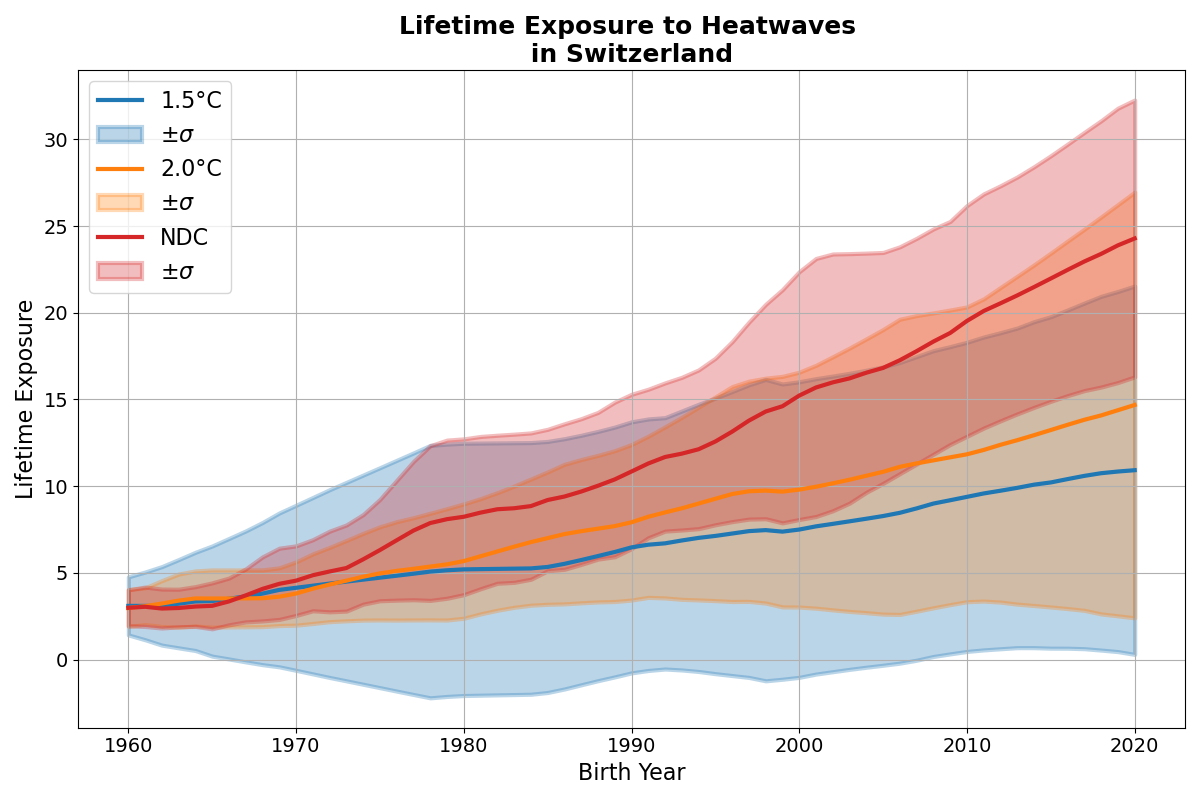 Lifetime Exposure to Heatwaves
in Switzerland
1.5°C
±σ
2.0°C
±σ
NDC
±σ
Lifetime Exposure
30
25
20
15
10
5
0
1960 1970 1980 1990 2000 2010 2020
Birth Year